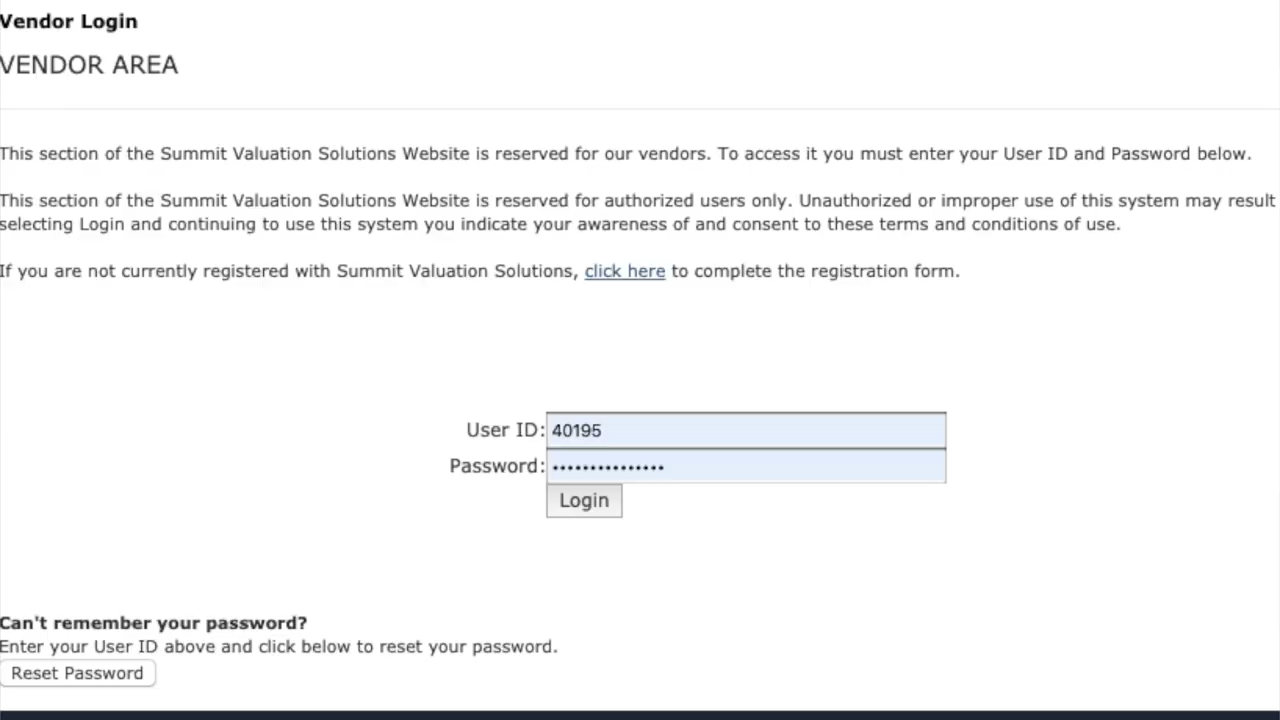 Vendor Login
VENDOR AREA
This section of the Summit Valuation Solutions Website is reserved for our vendors. To access it you must enter your User ID and Password below.
This section of the Summit Valuation Solutions Website is reserved for authorized users only. Unauthorized or improper use of this system may result
selecting Login and continuing to use this system you indicate your awareness of and consent to these terms and conditions of use.
If you are not currently registered with Summit Valuation Solutions, click here to complete the registration form.
User ID: 40195
Password: •••••••••••••••
Login
Can't remember your password?
Enter your User ID above and click below to reset your password.
Reset Password